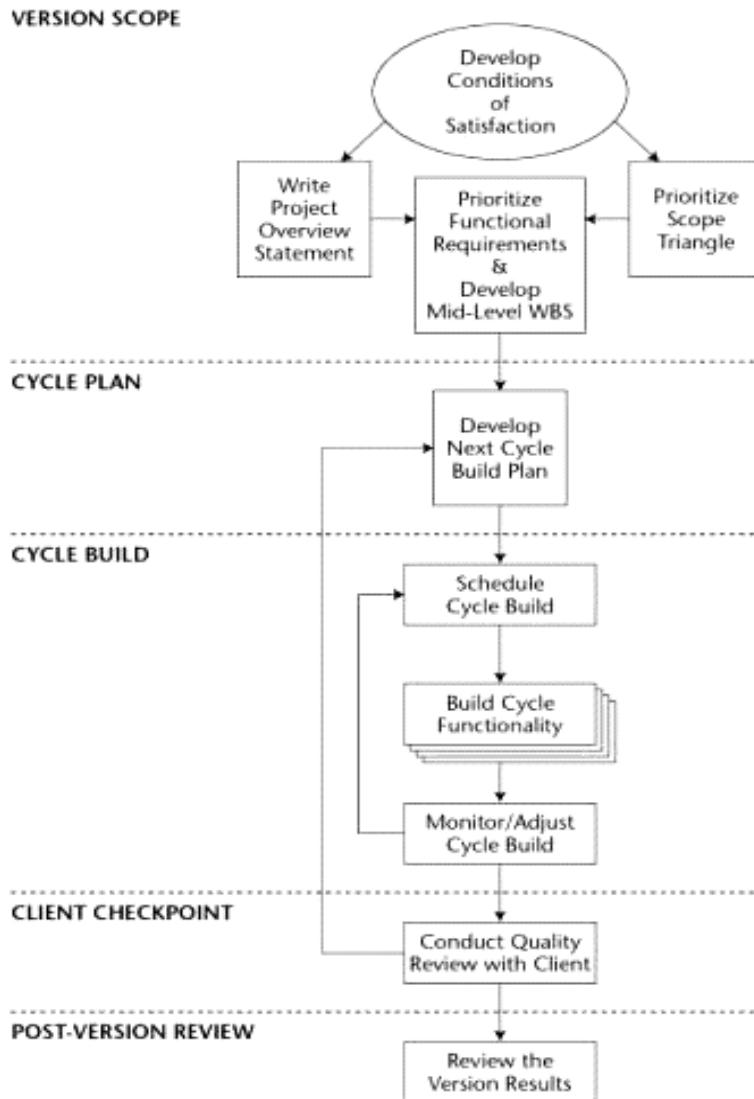 VERSION SCOPE
Develop
Conditions
of
Satisfaction
Write
Project
Overview
Statement
Prioritize
Functional
Requirements
&
Develop
Mid-Level WBS
Prioritize
Scope
Triangle
CYCLE PLAN
Develop
Next Cycle
Build Plan
CYCLE BUILD
Schedule
Cycle Build
Build Cycle
Functionality
Monitor/Adjust
Cycle Build
CLIENT CHECKPOINT
Conduct Quality
Review with Client
POST-VERSION REVIEW
Review the
Version Results